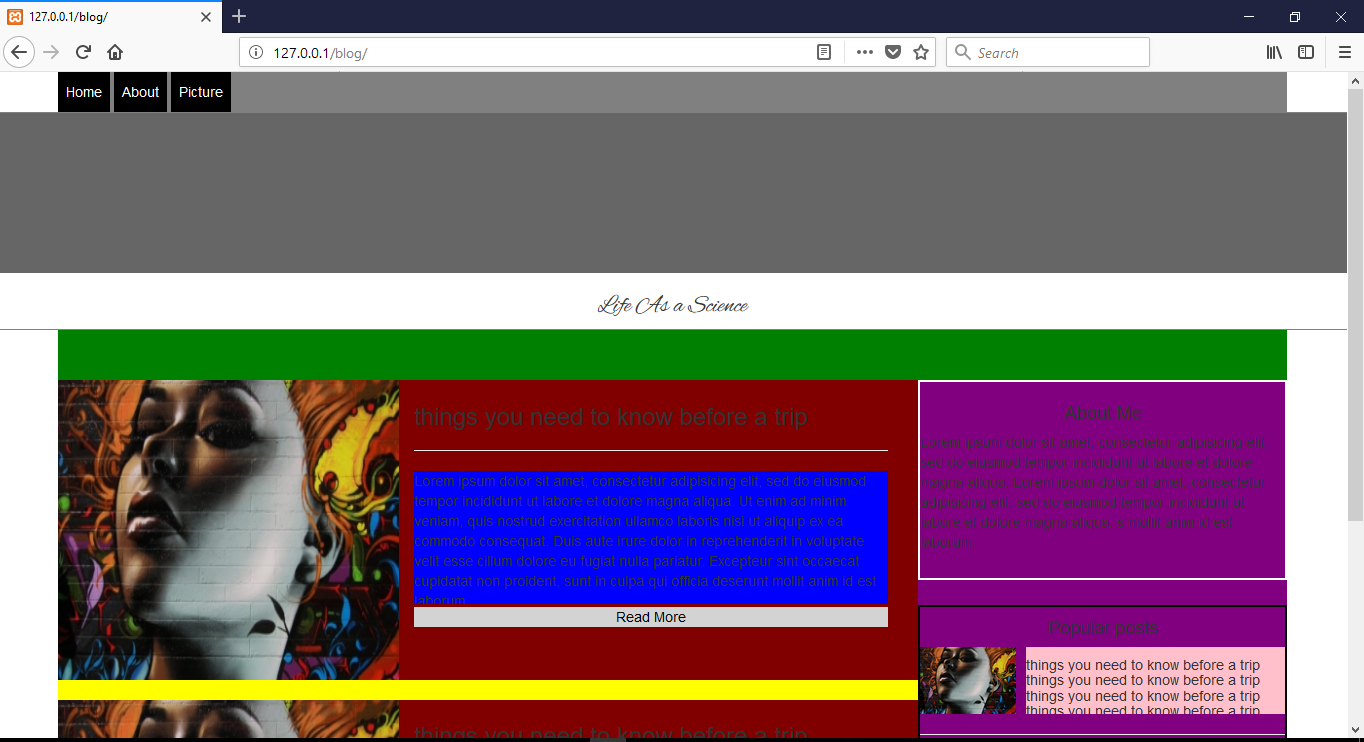 127.0.0.1/blog/
127.0.0.1/blog/
Search
Home About Picture
Life As a Science
things you need to know before a trip
Lorem ipsum dolor sit amet, consectetur adipisicing elit, sed do eiusmod
tempor incididunt ut labore et dolore magna aliqua. Ut enim ad minim
veniam, quis nostrud exercitation ullamco laboris nisi ut aliquip ex ea
commodo consequat. Duis aute irure dolor in reprehenderit in voluptate
velit esse cillum dolore eu fugiat nulla pariatur. Excepteur sint occaecat
cupidatat non proident, sunt in culpa qui officia deserunt mollit anim id est
laborum
Read More
About Me
Lorem ipsum dolor sit amet, consectetur adipisicing elit,
sed do eiusmod tempor incididunt ut labore et dolore
magna aliqua. Lorem ipsum dolor sit amet, consectetur
adipisicing elit, sed do eiusmod tempor incididunt ut
labore et dolore magna aliqua a mollit anim id est
laborum.
Popular posts
things you need to know before a trip
things you need to know before a trip
things you need to know before a trip
things you need to know before a trip
things you need to know before a trip